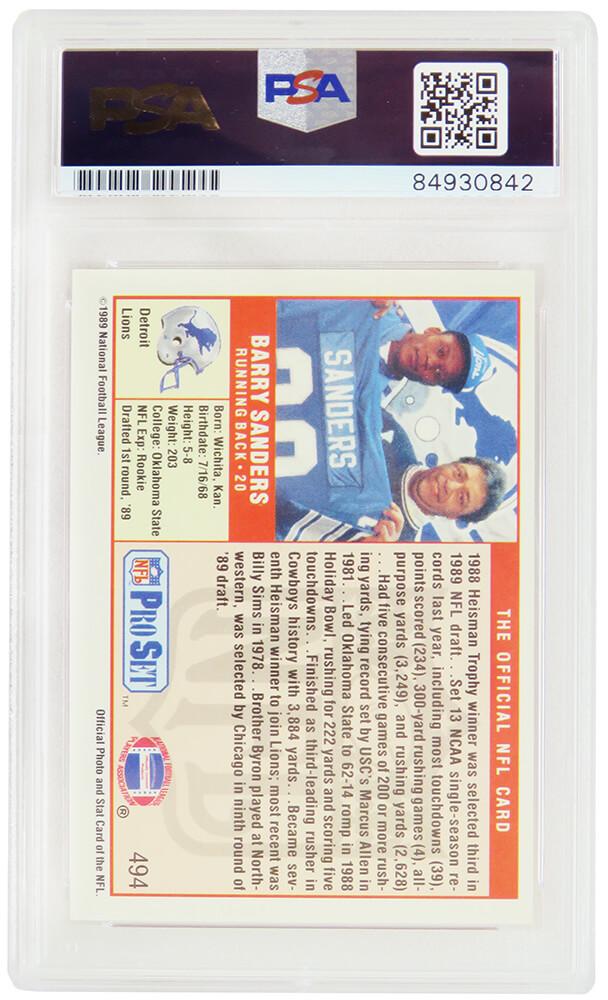 PSA
PSA
84930842
THE OFFICIAL NFL CARD
Lions
SANDERS
BARRY SANDERS
RUNNING BACK • 20
Detroit
Lions
Born: Wichita, Kan.
Birthdate: 7/16/68
Height: 5-8
Weight: 203
College: Oklahoma State
NFL Exp: Rookie
Drafted 1st round, '89
1988 Heisman Trophy winner was selected third in
1989 NFL draft. . .Set 13 NCAA single-season re-
cords last year, including most touchdowns (39),
points scored (234), 300-yard rushing games (4), all-
purpose yards (3,249), and rushing yards (2,628)
. . .Had five consecutive games of 200 or more rush-
ing yards, tying record set by USC's Marcus Allen in
1981. . .Led Oklahoma State to 62-14 romp in 1988
Holiday Bowl, rushing for 222 yards and scoring five
touchdowns. . .Finished as third-leading rusher in
Cowboys history with 3,884 yards. . .Became sev-
enth Heisman winner to join Lions; most recent was
Billy Sims in 1978. . .Brother Byron played at North-
western, was selected by Chicago in ninth round of
'89 draft.
NFL
PRO SET™
NATIONAL FOOTBALL LEAGUE
PLAYERS ASSOCIATION
®
494
©1989 National Football League.
Official Photo and Stat Card of the NFL.